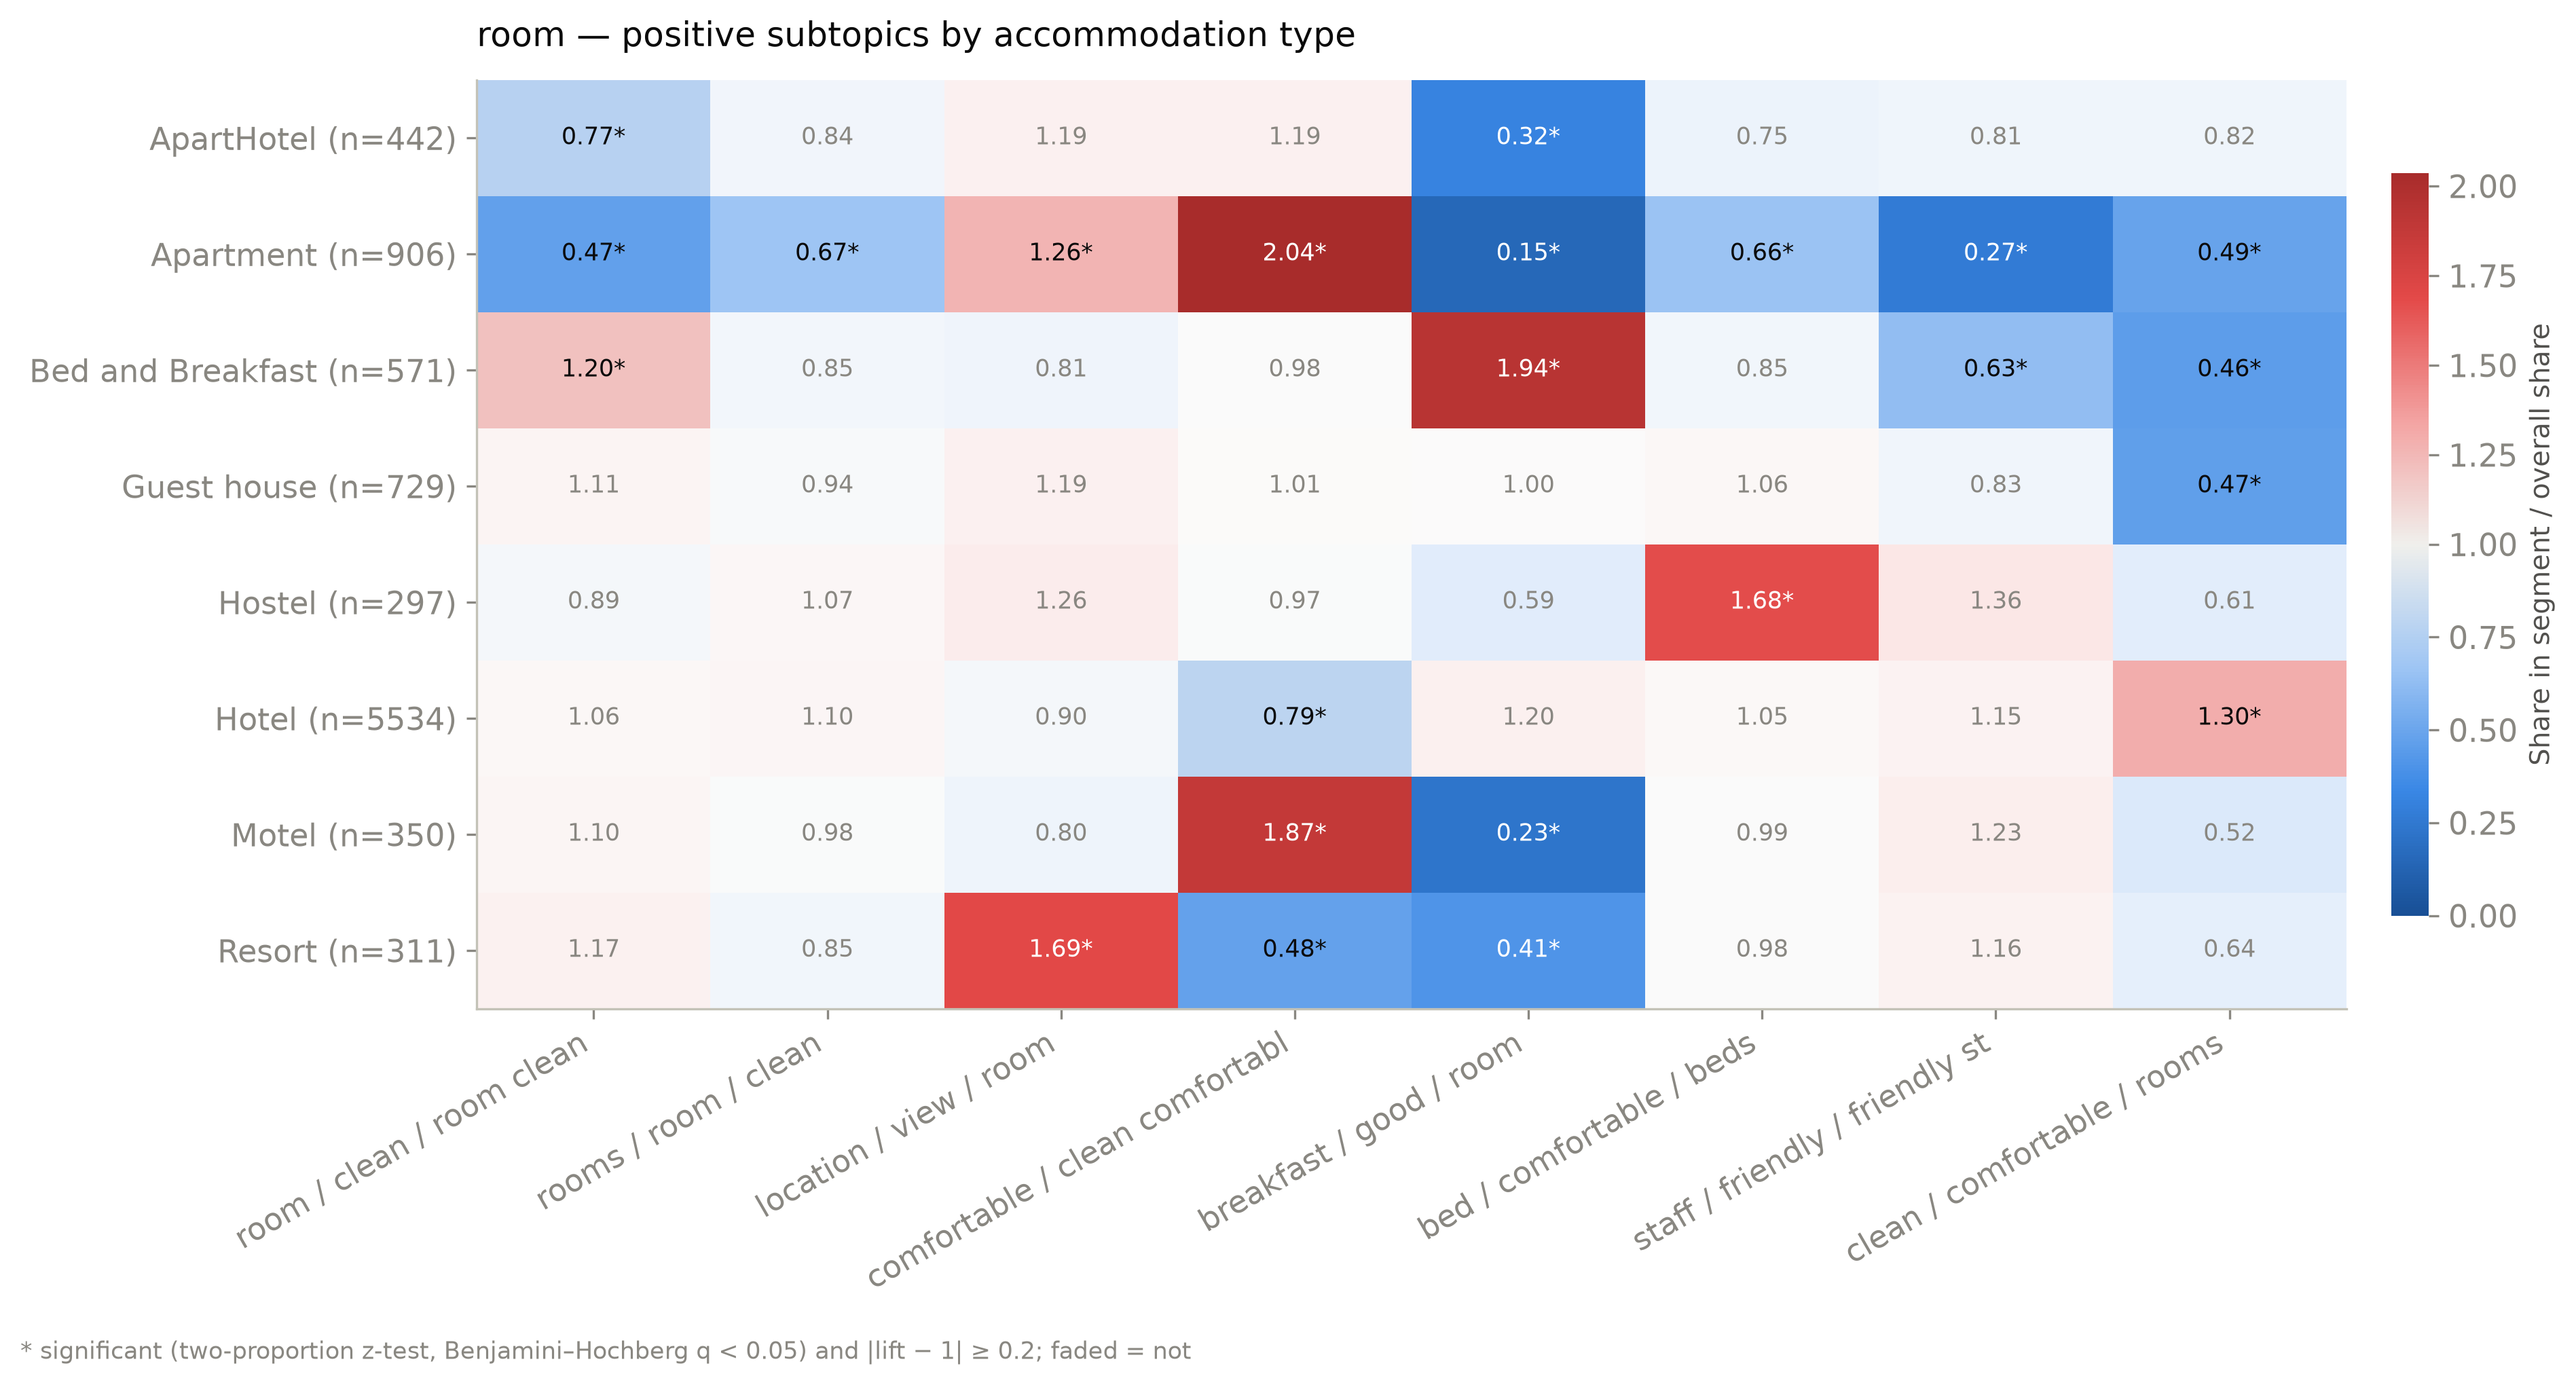 room — positive subtopics by accommodation type
ApartHotel (n=442) 0.77* 0.84 1.19 1.19 0.32* 0.75 0.81 0.82
Apartment (n=906) 0.47* 0.67* 1.26* 2.04* 0.15* 0.66* 0.27* 0.49*
Bed and Breakfast (n=571) 1.20* 0.85 0.81 0.98 1.94* 0.85 0.63* 0.46*
Guest house (n=729) 1.11 0.94 1.19 1.01 1.00 1.06 0.83 0.47*
Hostel (n=297) 0.89 1.07 1.26 0.97 0.59 1.68* 1.36 0.61
Hotel (n=5534) 1.06 1.10 0.90 0.79* 1.20 1.05 1.15 1.30*
Motel (n=350) 1.10 0.98 0.80 1.87* 0.23* 0.99 1.23 0.52
Resort (n=311) 1.17 0.85 1.69* 0.48* 0.41* 0.98 1.16 0.64
room / clean / room clean
rooms / room / clean
location / view / room
comfortable / clean comfortabl
breakfast / good / room
bed / comfortable / beds
staff / friendly / friendly st
clean / comfortable / rooms
2.00
1.75
1.50
1.25
1.00
0.75
0.50
0.25
0.00
Share in segment / overall share
* significant (two-proportion z-test, Benjamini–Hochberg q < 0.05) and |lift − 1| ≥ 0.2; faded = not